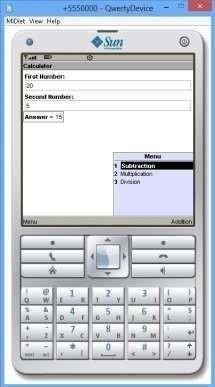 +5550000 - QwertyDevice
MIDlet View Help
Sun
Calculator
First Number:
20
Second Number:
5
Answer = 15
Menu
1 Subtraction
2 Multiplication
3 Division
Menu Addition
Q W E R T Y U I O P
A S D F G H J K L
Z X C V B N M